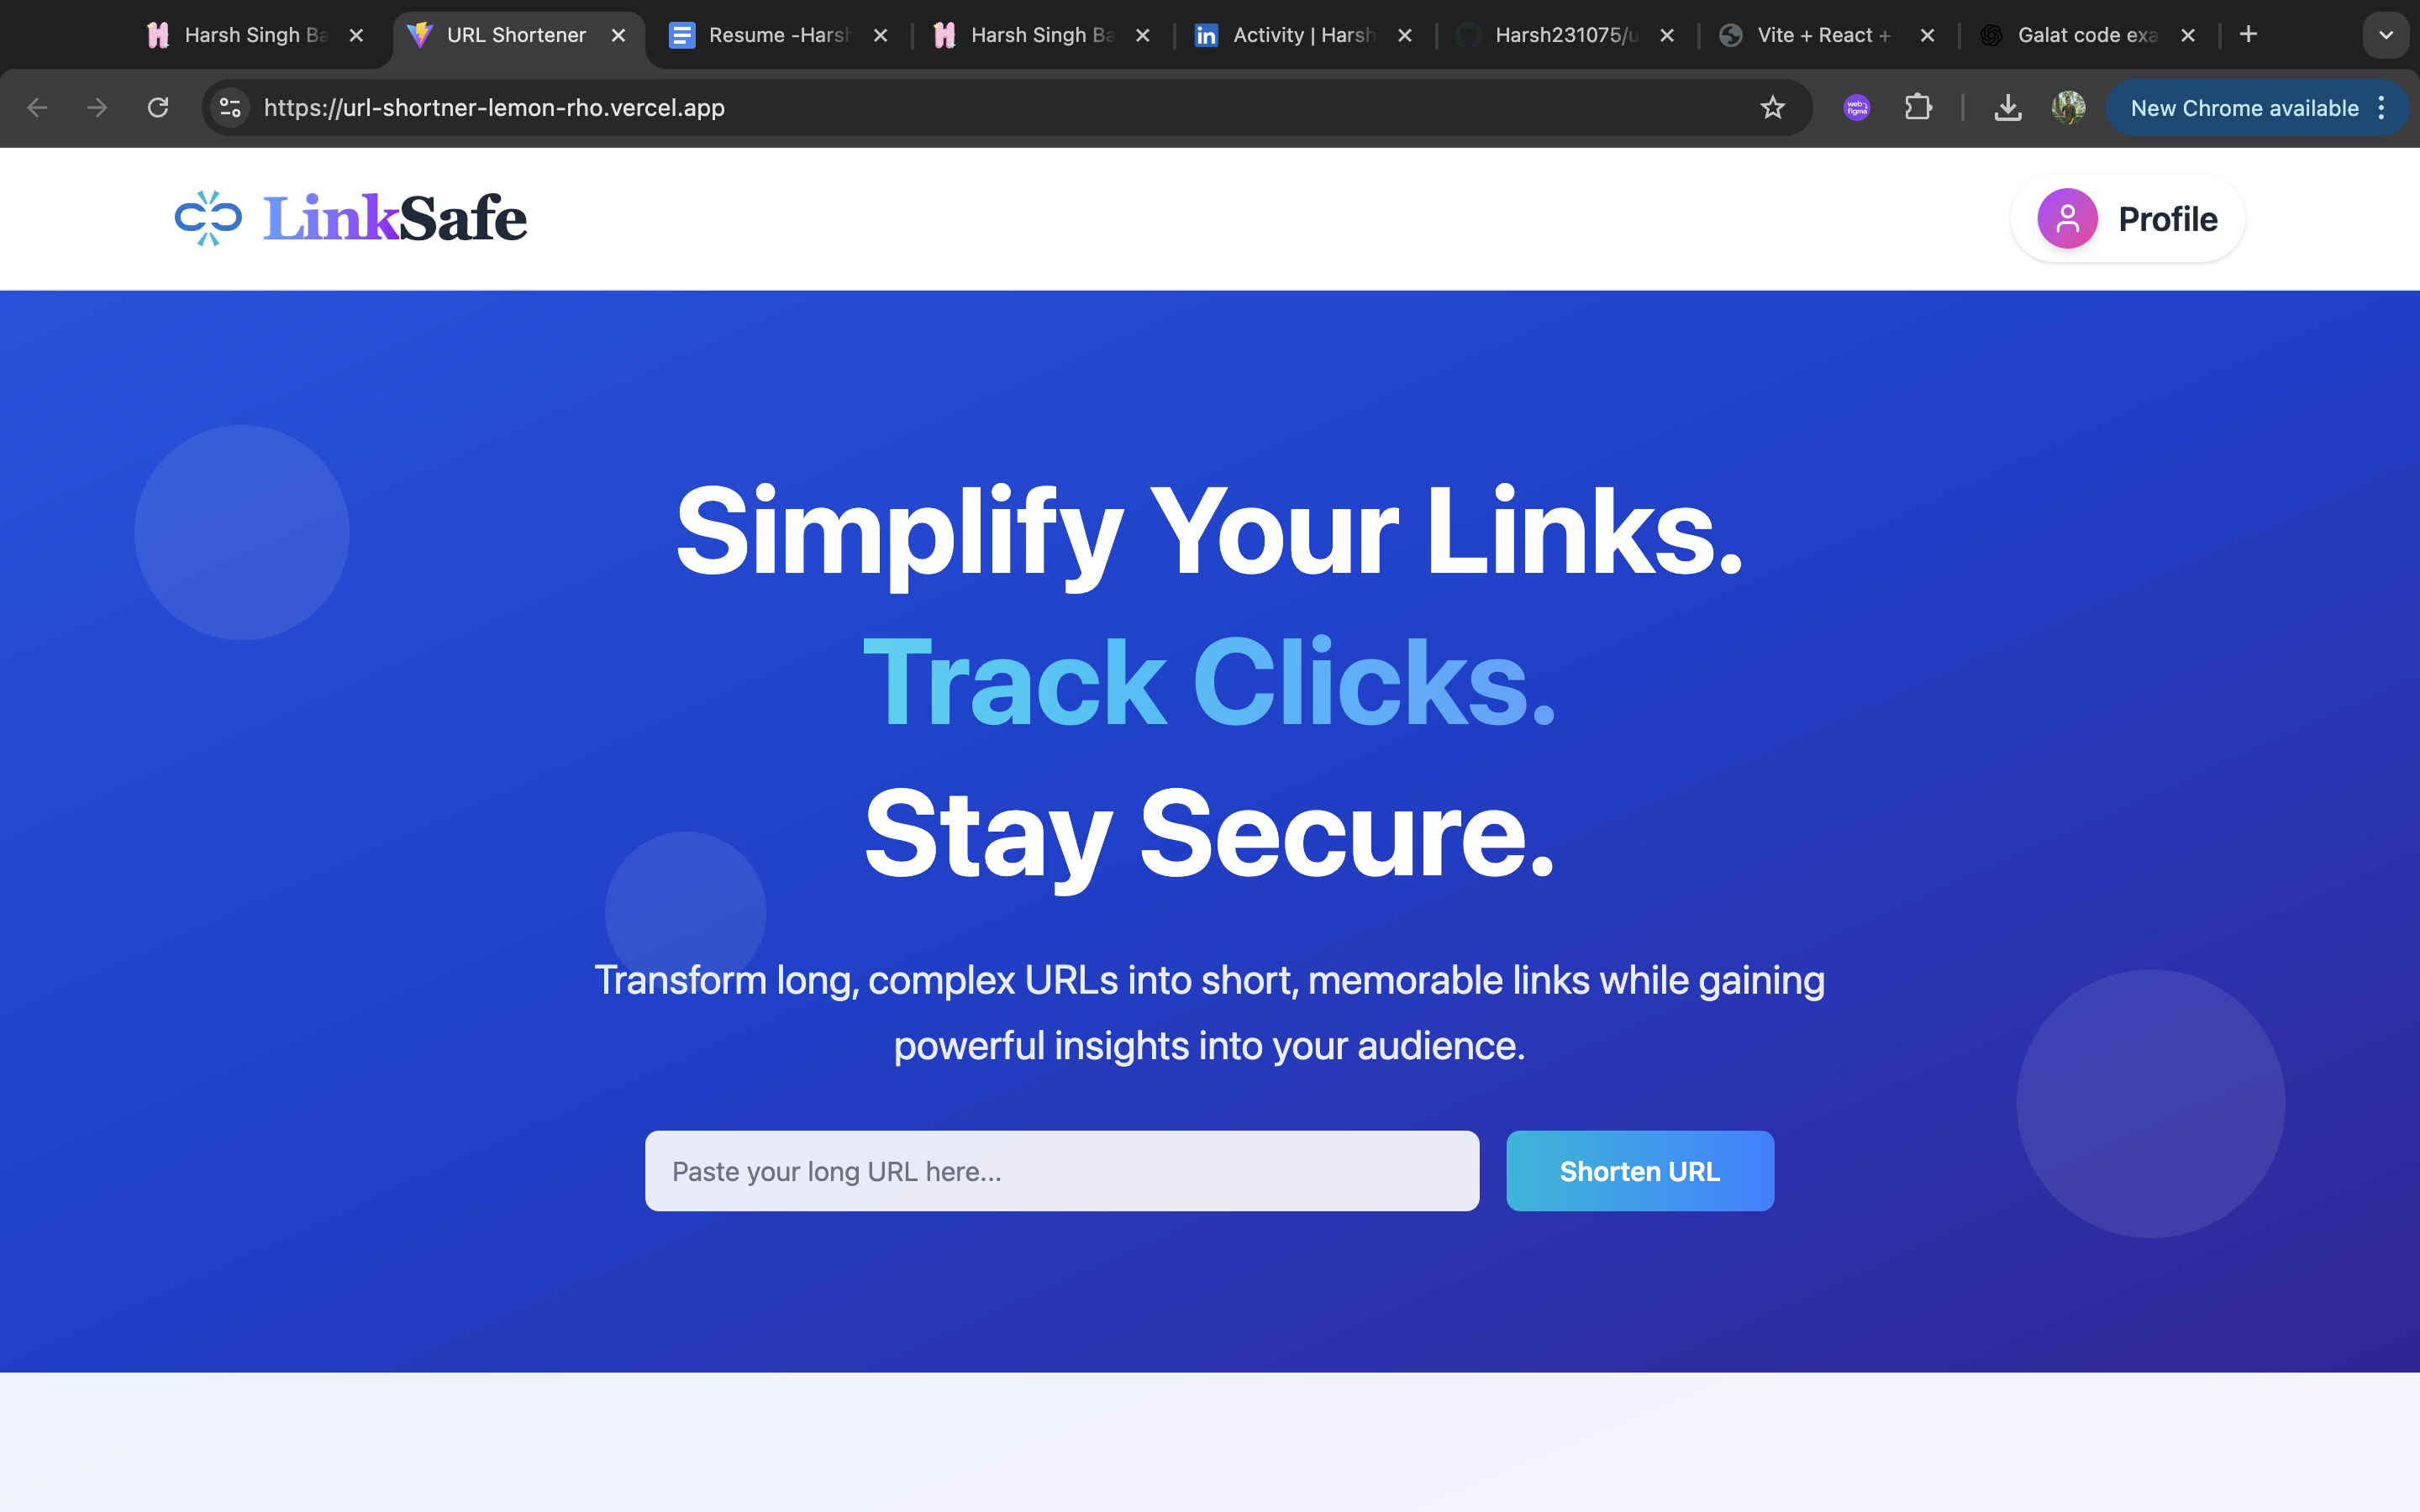 Harsh Singh Ba
URL Shortener
Resume -Harsh
Harsh Singh Ba
in
Activity | Harsh
Harsh231075/u
Vite + React +
Galat code exa
https://url-shortner-lemon-rho.vercel.app
web
figma
New Chrome available
LinkSafe
Profile
Simplify Your Links.
Track Clicks.
Stay Secure.
Transform long, complex URLs into short, memorable links while gaining
powerful insights into your audience.
Paste your long URL here...
Shorten URL